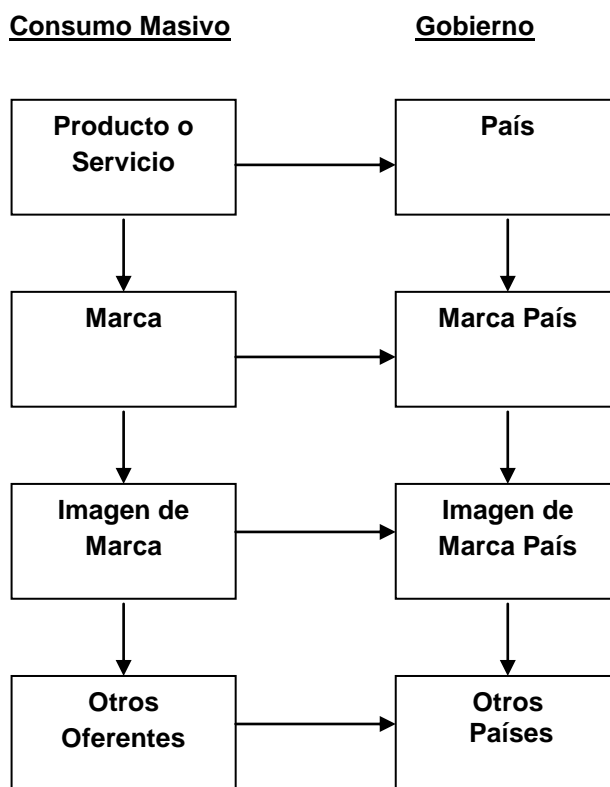 Consumo Masivo
Gobierno
Producto o
Servicio
País
Marca
Marca País
Imagen de
Marca
Imagen de
Marca País
Otros
Oferentes
Otros
Países